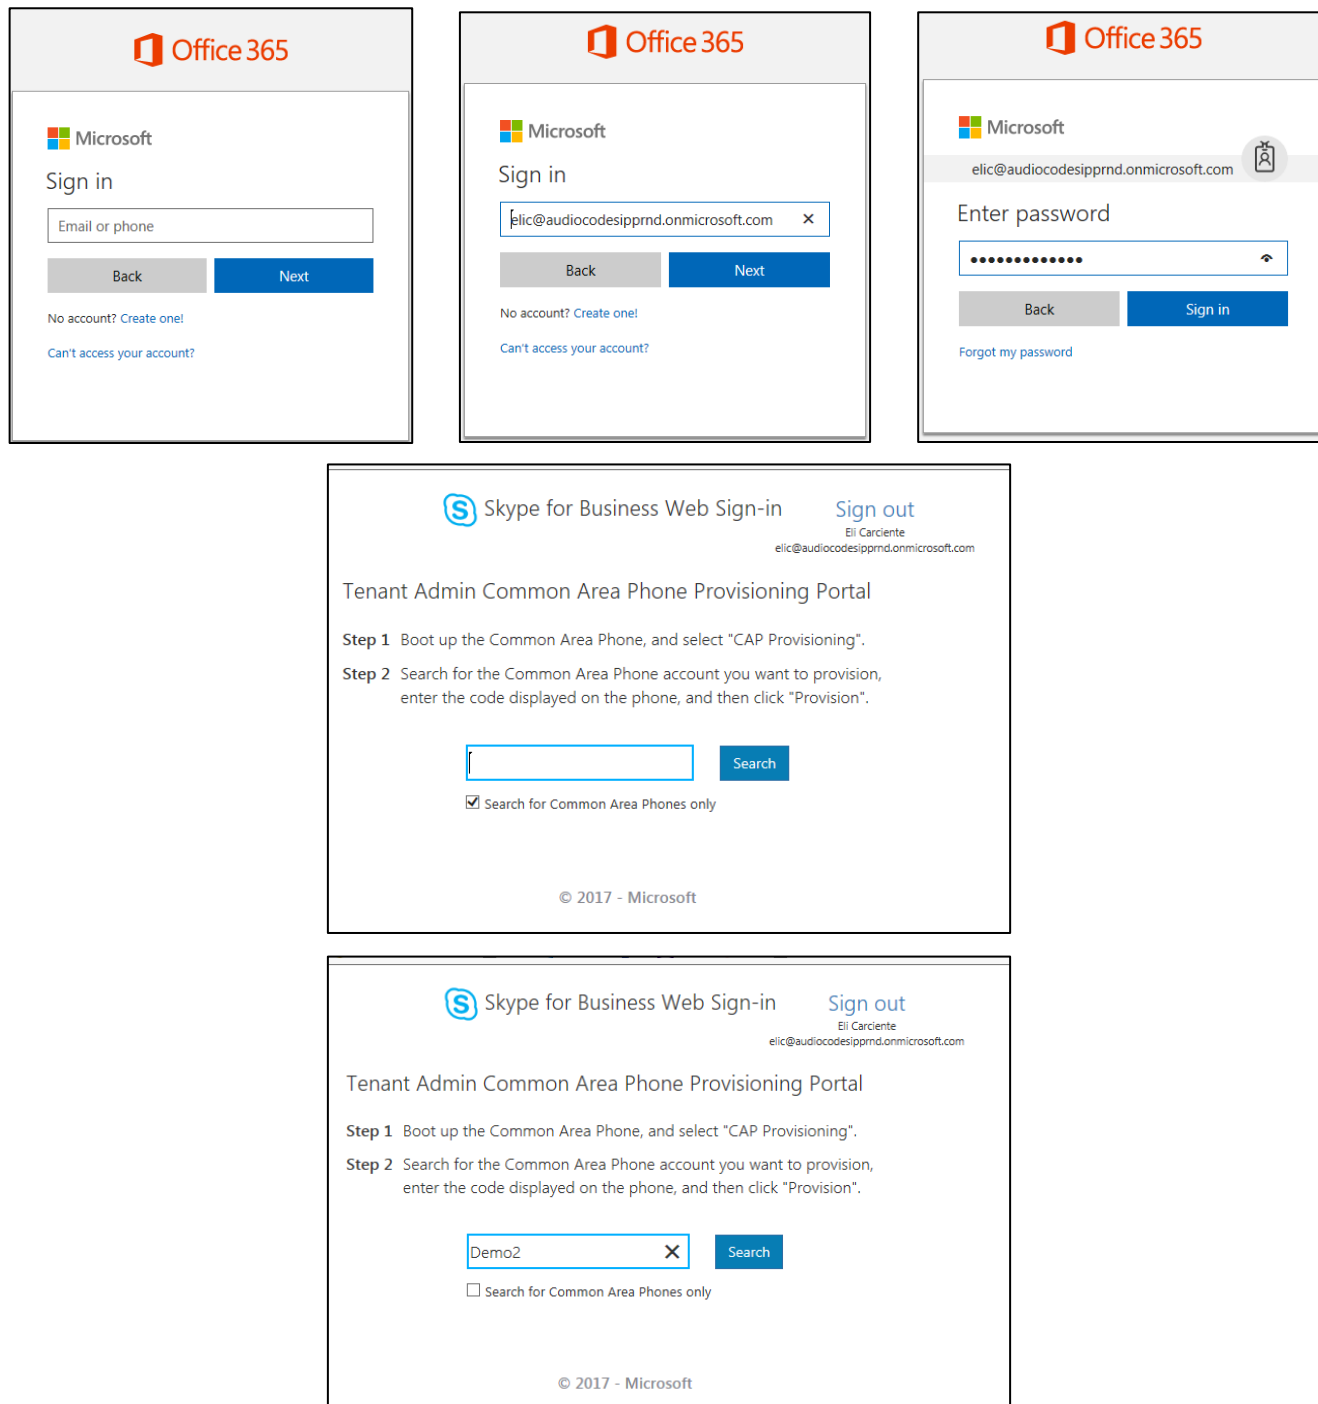 Office 365
Microsoft
Sign in
Email or phone
Back
Next
No account? Create one!
Can't access your account?
Office 365
Microsoft
Sign in
elic@audiocodesipprnd.onmicrosoft.com
Back
Next
No account? Create one!
Can't access your account?
Office 365
Microsoft
elic@audiocodesipprnd.onmicrosoft.com
Enter password
Back
Sign in
Forgot my password
Skype for Business Web Sign-in
Sign out
Eli Carciente
elic@audiocodesipprnd.onmicrosoft.com
Tenant Admin Common Area Phone Provisioning Portal
Step 1 Boot up the Common Area Phone, and select "CAP Provisioning".
Step 2 Search for the Common Area Phone account you want to provision,
enter the code displayed on the phone, and then click "Provision".
Search
Search for Common Area Phones only
© 2017 - Microsoft
Skype for Business Web Sign-in
Sign out
Eli Carciente
elic@audiocodesipprnd.onmicrosoft.com
Tenant Admin Common Area Phone Provisioning Portal
Step 1 Boot up the Common Area Phone, and select "CAP Provisioning".
Step 2 Search for the Common Area Phone account you want to provision,
enter the code displayed on the phone, and then click "Provision".
Demo2
Search
Search for Common Area Phones only
© 2017 - Microsoft